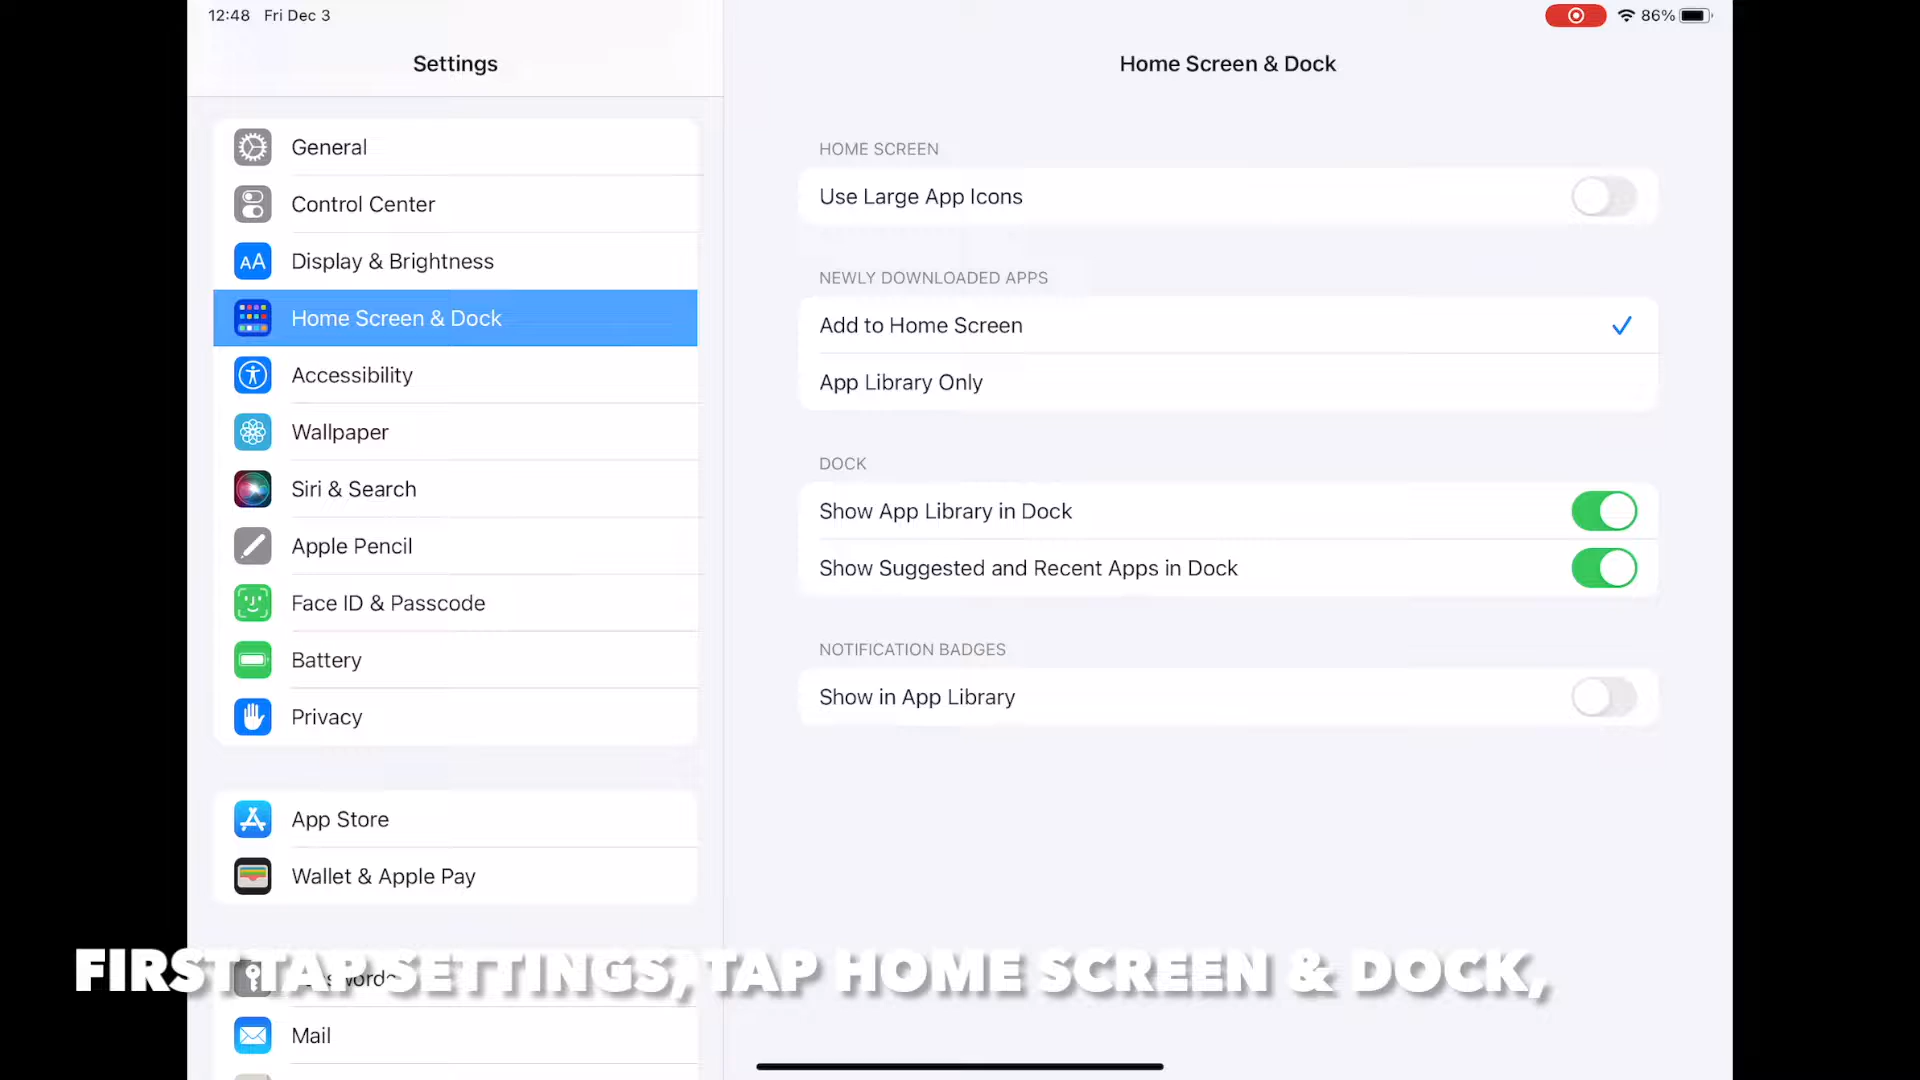 12:48 Fri Dec 3
86%
Settings
General
Control Center
AA
Display & Brightness
Home Screen & Dock
Accessibility
Wallpaper
Siri & Search
Apple Pencil
Face ID & Passcode
Battery
Privacy
App Store
Wallet & Apple Pay
Mail
Home Screen & Dock
HOME SCREEN
Use Large App Icons
NEWLY DOWNLOADED APPS
Add to Home Screen
App Library Only
DOCK
Show App Library in Dock
Show Suggested and Recent Apps in Dock
NOTIFICATION BADGES
Show in App Library
FIRST TAP SETTINGS, TAP HOME SCREEN & DOCK,